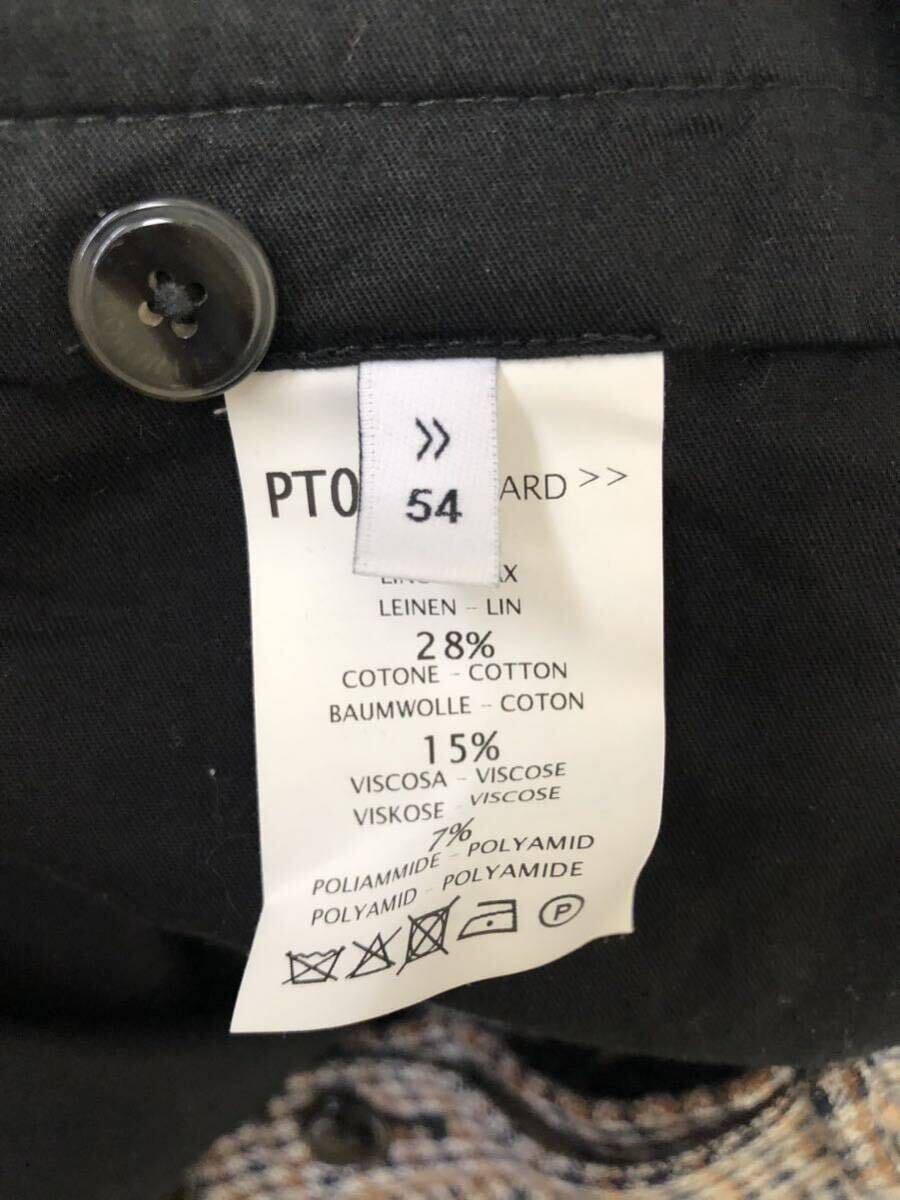 »
54
PT0 ARD >>
LEINEN - LIN
28%
COTONE - COTTON
BAUMWOLLE - COTON
15%
VISCOSA - VISCOSE
VISKOSE - VISCOSE
7%
POLIAMMIDE - POLYAMID
POLYAMID - POLYAMIDE
P